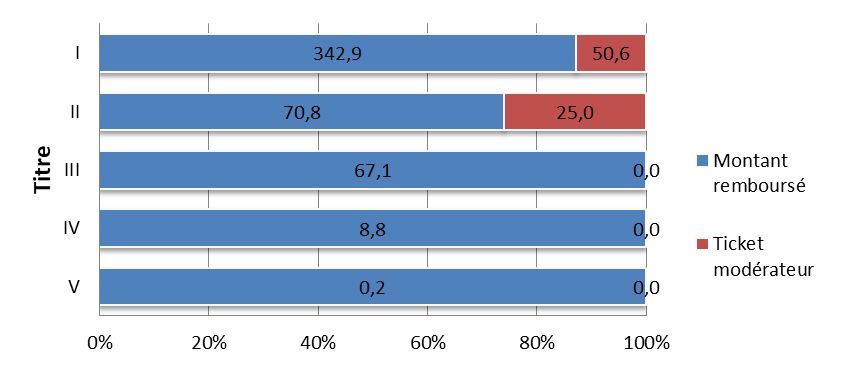 Titre
I
342,9
50,6
II
70,8
25,0
III
67,1
0,0
IV
8,8
0,0
V
0,2
0,0
0%
20%
40%
60%
80%
100%
Montant
remboursé
Ticket
modérateur